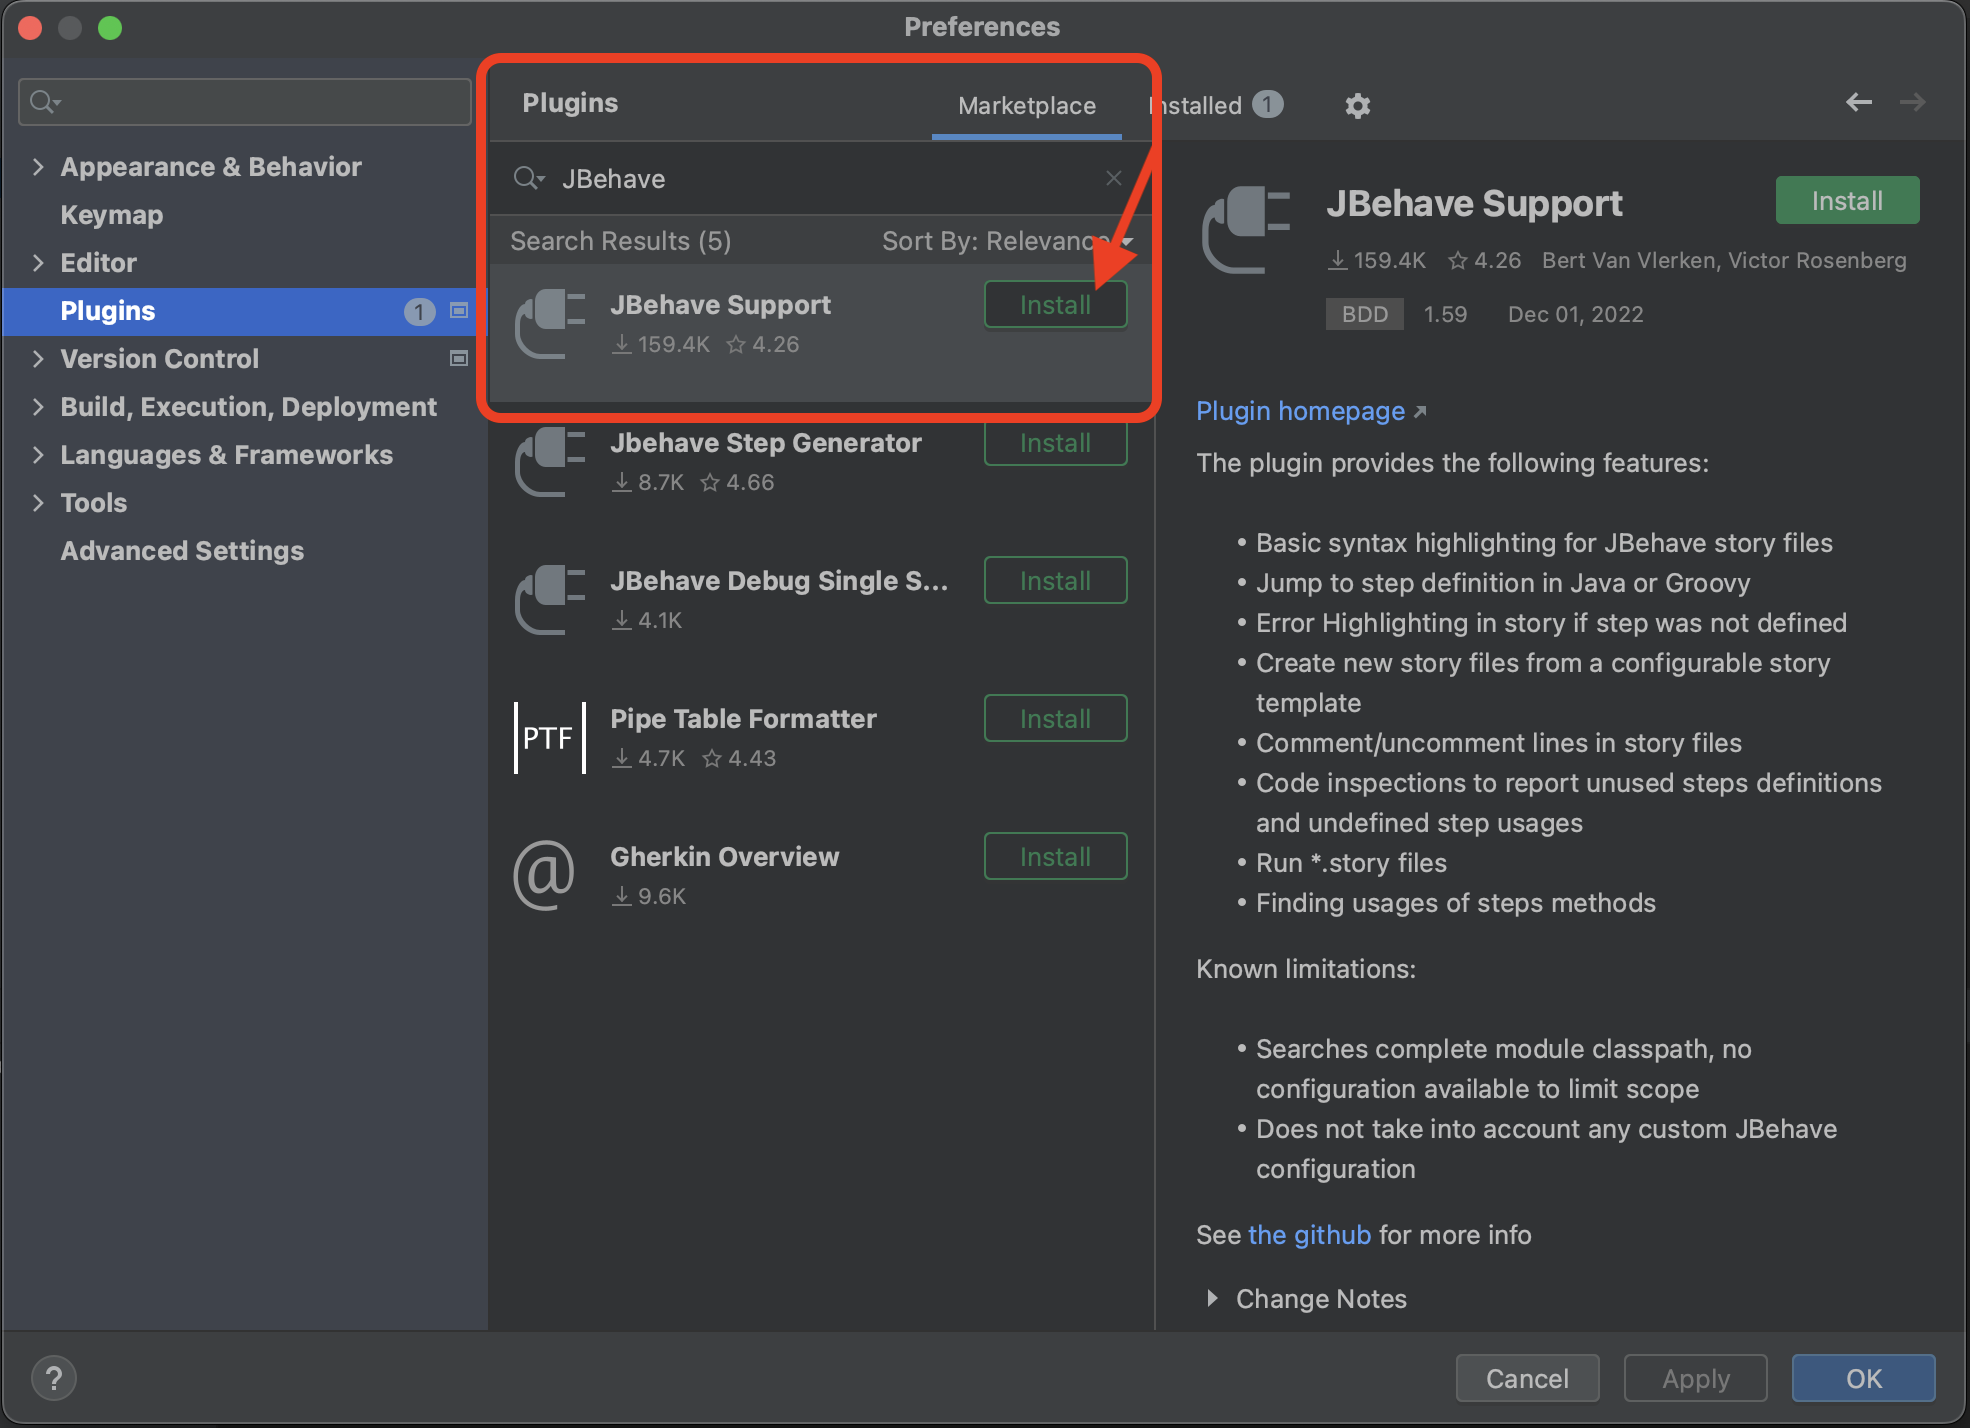 Preferences
Appearance & Behavior
Keymap
Editor
Plugins 1
Version Control
Build, Execution, Deployment
Languages & Frameworks
Tools
Advanced Settings
Plugins Marketplace Installed 1
JBehave
Search Results (5) Sort By: Relevance
JBehave Support Install
159.4K 4.26
Jbehave Step Generator Install
8.7K 4.66
JBehave Debug Single S... Install
4.1K
PTF
Pipe Table Formatter Install
4.7K 4.43
@
Gherkin Overview Install
9.6K
JBehave Support Install
159.4K 4.26 Bert Van Vlerken, Victor Rosenberg
BDD 1.59 Dec 01, 2022
Plugin homepage
The plugin provides the following features:
• Basic syntax highlighting for JBehave story files
• Jump to step definition in Java or Groovy
• Error Highlighting in story if step was not defined
• Create new story files from a configurable story
template
• Comment/uncomment lines in story files
• Code inspections to report unused steps definitions
and undefined step usages
• Run *.story files
• Finding usages of steps methods
Known limitations:
• Searches complete module classpath, no
configuration available to limit scope
• Does not take into account any custom JBehave
configuration
See the github for more info
Change Notes
? Cancel Apply OK